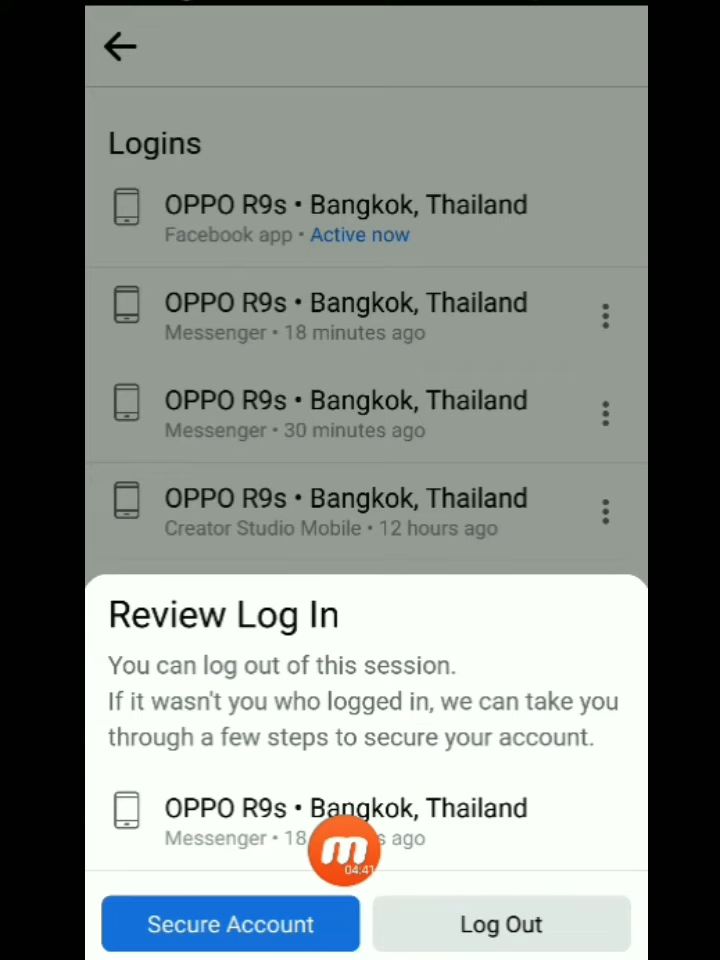 Logins
OPPO R9s • Bangkok, Thailand
Facebook app • Active now
OPPO R9s • Bangkok, Thailand
Messenger • 18 minutes ago
OPPO R9s • Bangkok, Thailand
Messenger • 30 minutes ago
OPPO R9s • Bangkok, Thailand
Creator Studio Mobile • 12 hours ago
Review Log In
You can log out of this session.
If it wasn't you who logged in, we can take you
through a few steps to secure your account.
OPPO R9s • Bangkok, Thailand
Messenger • 18 s ago
m
04:41
Secure Account
Log Out